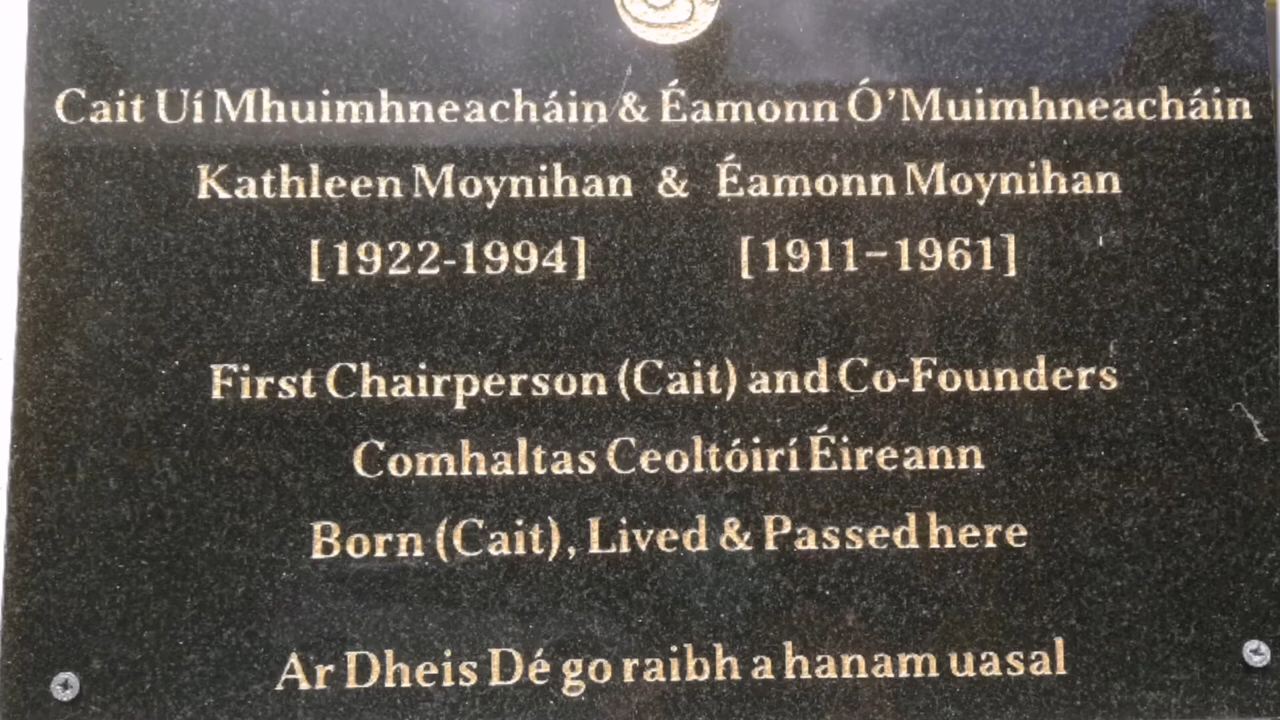 Cait Uí Mhuimhneacháin & Éamonn Ó'Muimhneacháin
Kathleen Moynihan & Éamonn Moynihan
[1922-1994] [1911-1961]
First Chairperson (Cait) and Co-Founders
Comhaltas Ceoltóirí Éireann
Born (Cait), Lived & Passed here
Ar Dheis Dé go raibh a hanam uasal